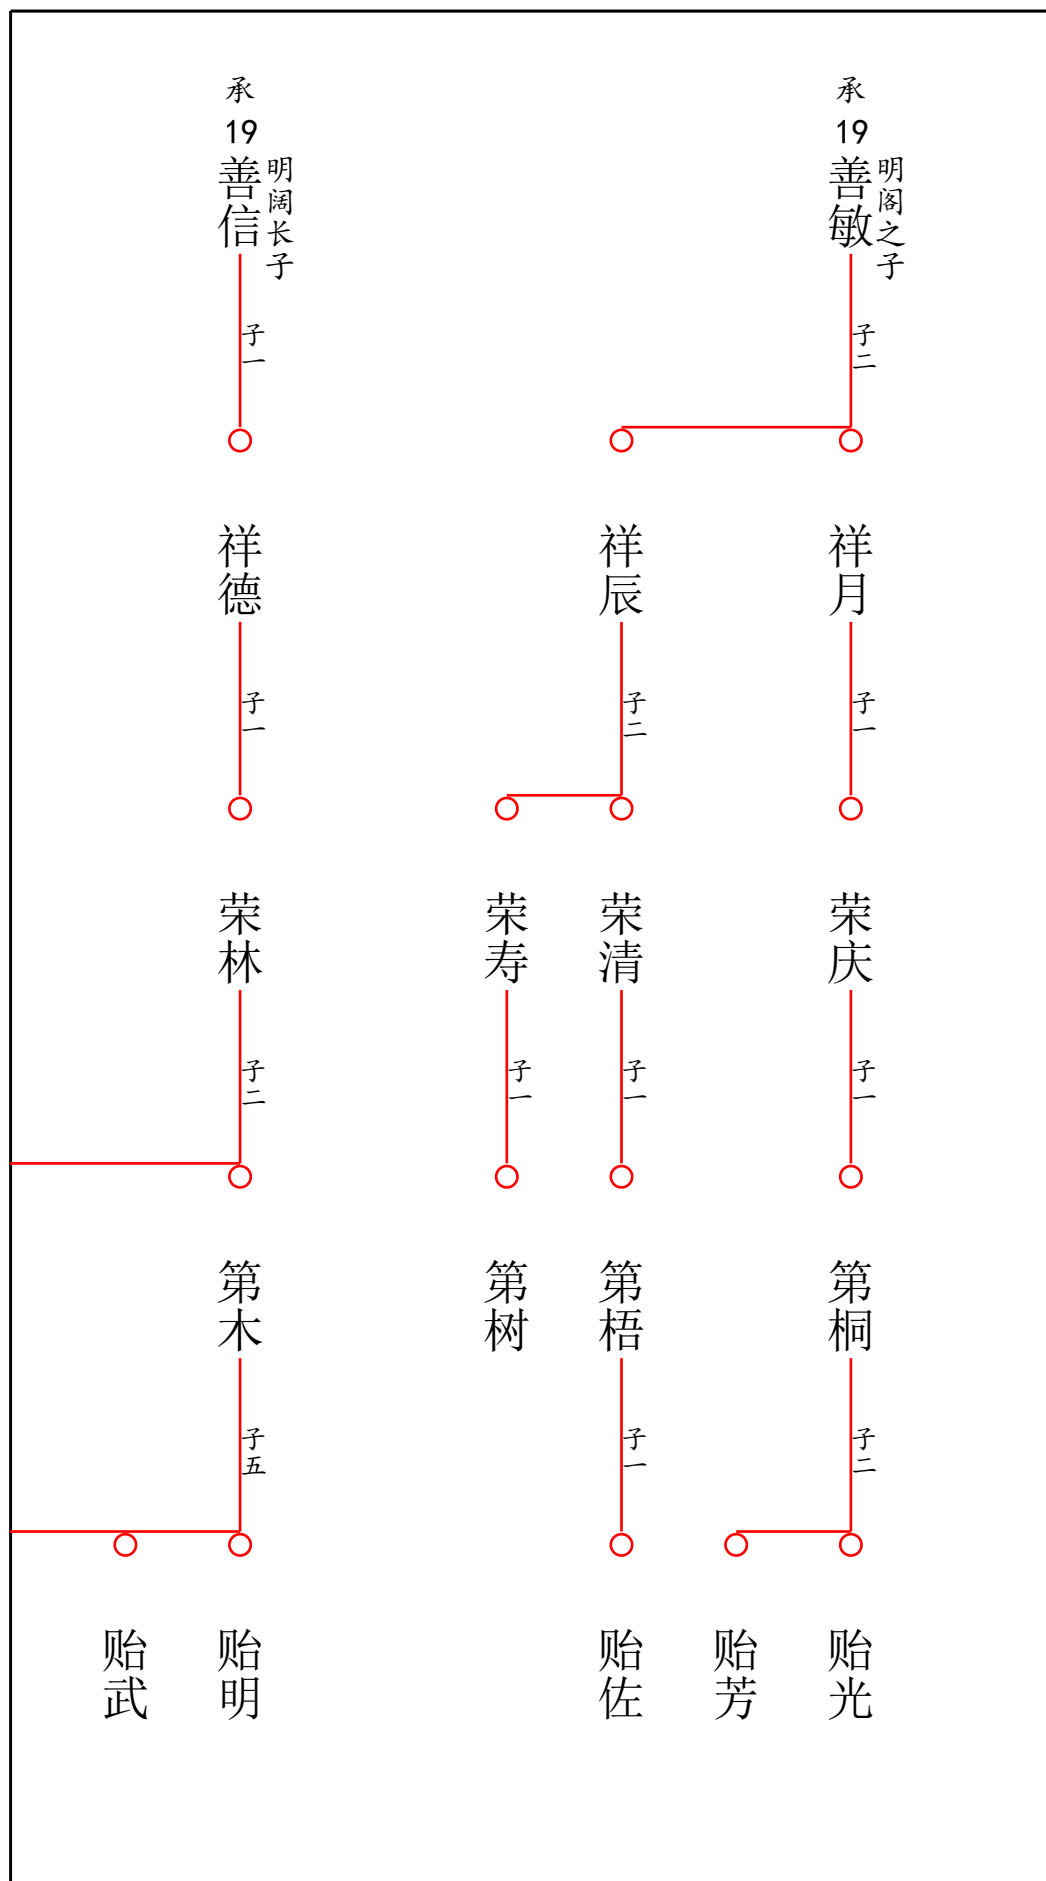 承
19
善敏
明阁之子
子二
祥月
祥辰
子一
子二
荣庆
荣清
荣寿
子一
子一
子一
第桐
第梧
第树
子二
子一
贻光
贻芳
贻佐
承
19
善信
明阔长子
子一
祥德
子一
荣林
子二
第木
子五
贻明
贻武